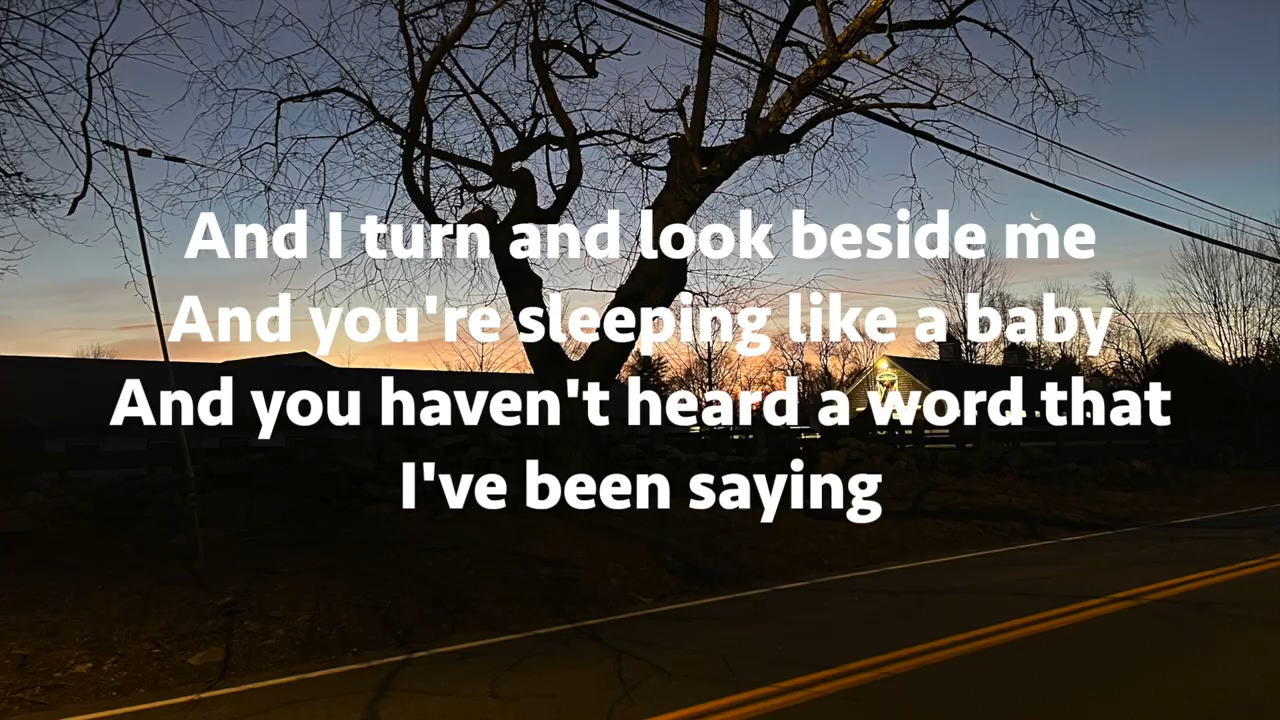 And I turn and look beside me
And you're sleeping like a baby
And you haven't heard a word that
I've been saying